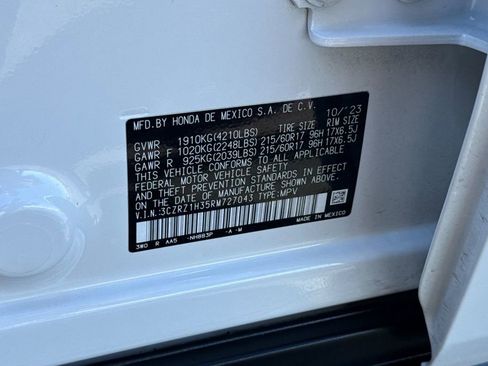 MFD.BY HONDA DE MEXICO S.A. DE C.V. 10/'23
GVWR 1910KG(4210LBS) TIRE SIZE RIM SIZE
GAWR F 1020KG(2248LBS) 215/60R17 96H 17X6.5J
GAWR R 925KG(2039LBS) 215/60R17 96H 17X6.5J
THIS VEHICLE CONFORMS TO ALL APPLICABLE
FEDERAL MOTOR VEHICLE SAFETY, BUMPER,
AND THEFT PREVENTION STANDARDS IN EFFECT
ON THE DATE OF MANUFACTURE SHOWN ABOVE.
V.I.N.:3CZRZ1H35RM727043 TYPE:MPV
3W0 R AA5 -NH883P -A -M MADE IN MEXICO